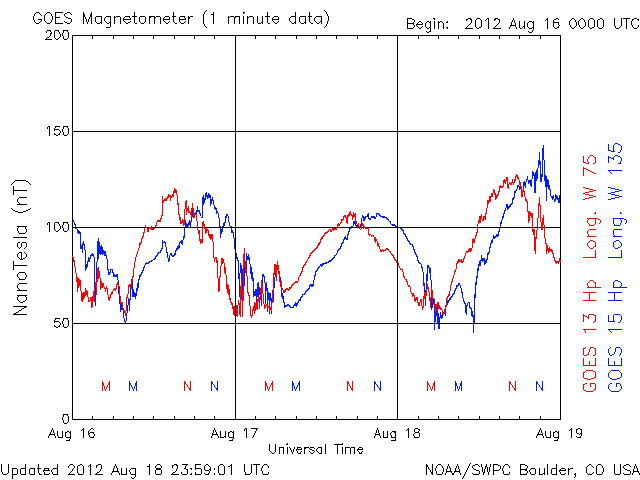 GOES Magnetometer (1 minute data)
Begin: 2012 Aug 16 0000 UTC
200
150
100
50
0
NanoTesla (nT)
M M N N M M N N M M N N
Aug 16 Aug 17 Aug 18 Aug 19
Universal Time
GOES 13 Hp Long. W 75
GOES 15 Hp Long. W 135
Updated 2012 Aug 18 23:59:01 UTC
NOAA/SWPC Boulder, CO USA